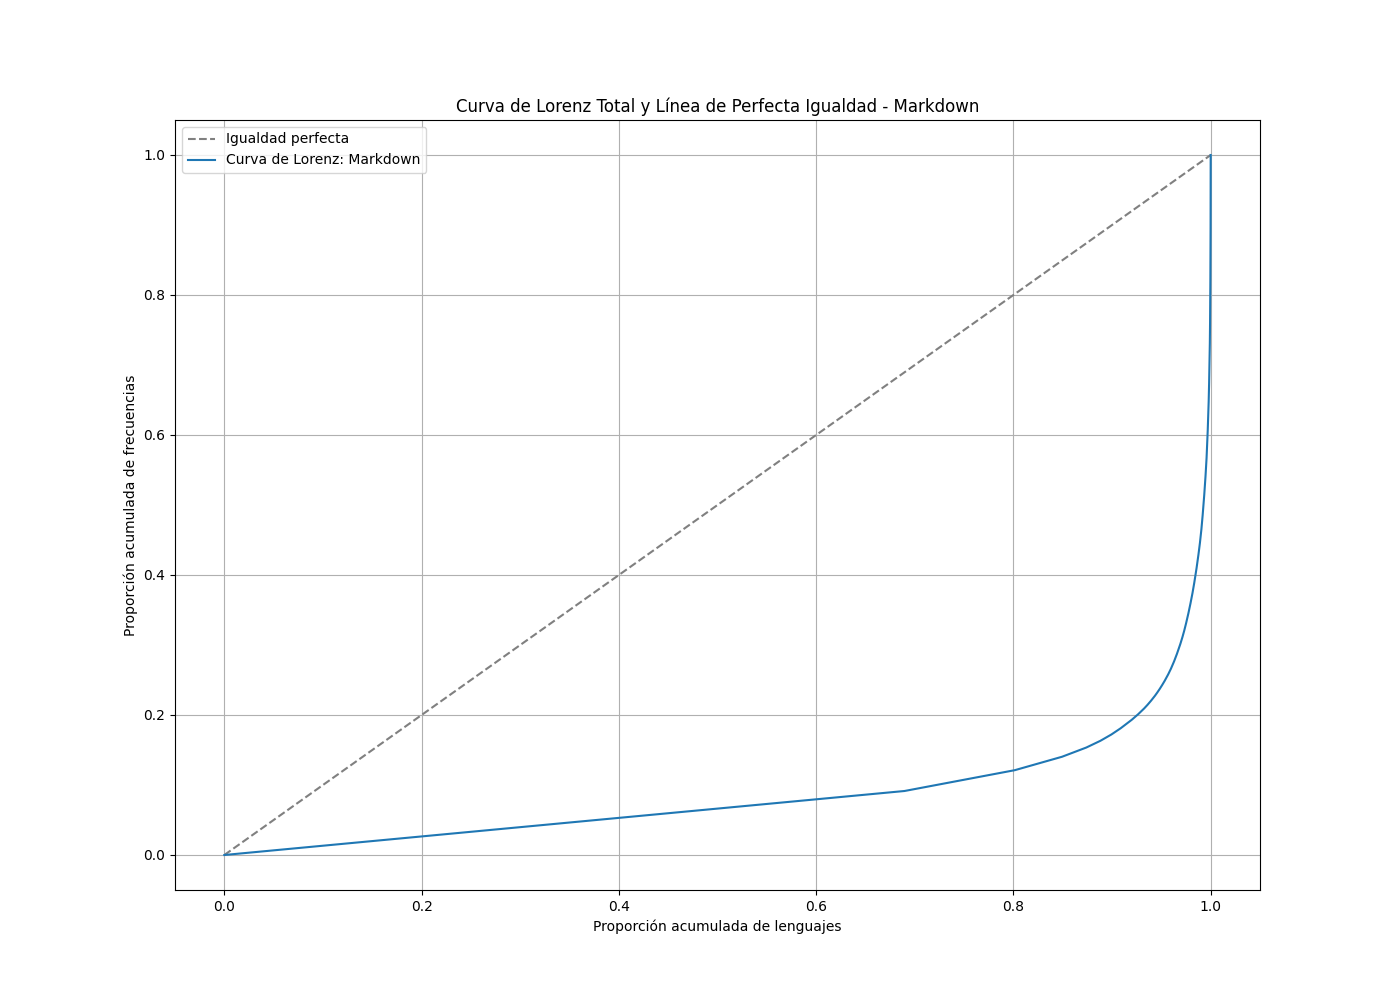 Curva de Lorenz Total y Línea de Perfecta Igualdad - Markdown
Igualdad perfecta
Curva de Lorenz: Markdown
1.0
0.8
0.6
0.4
0.2
0.0
Proporción acumulada de frecuencias
0.0 0.2 0.4 0.6 0.8 1.0
Proporción acumulada de lenguajes